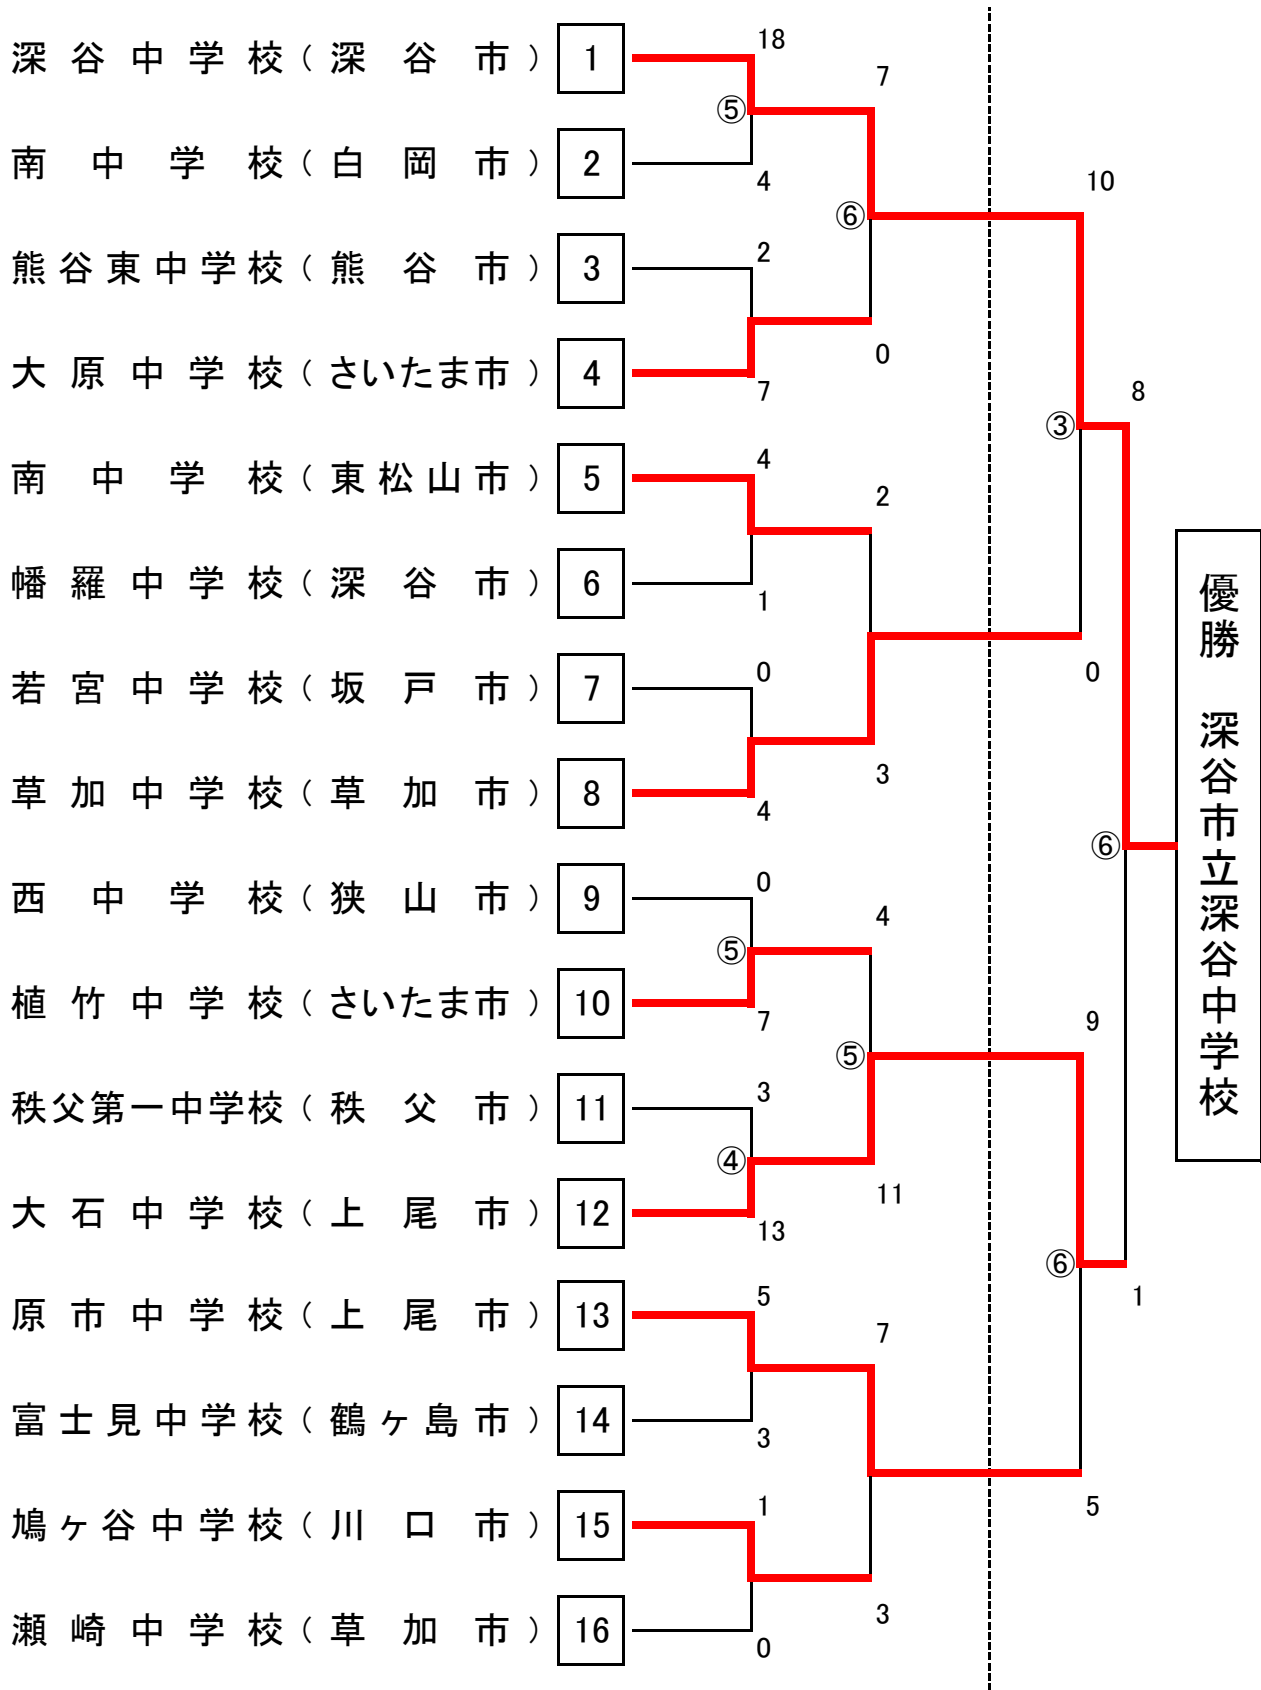 深谷中学校（深谷市） 1
南中学校（白岡市） 2
熊谷東中学校（熊谷市） 3
大原中学校（さいたま市） 4
南中学校（東松山市） 5
幡羅中学校（深谷市） 6
若宮中学校（坂戸市） 7
草加中学校（草加市） 8
西中学校（狭山市） 9
植竹中学校（さいたま市） 10
秩父第一中学校（秩父市） 11
大石中学校（上尾市） 12
原市中学校（上尾市） 13
富士見中学校（鶴ヶ島市） 14
鳩ヶ谷中学校（川口市） 15
瀬崎中学校（草加市） 16
18
⑤
4
2
7
4
1
0
4
0
⑤
7
3
④
13
5
3
1
0
7
⑥
0
2
3
4
⑤
11
7
3
10
③
0
9
⑥
5
8
⑥
1
優勝 深谷市立深谷中学校